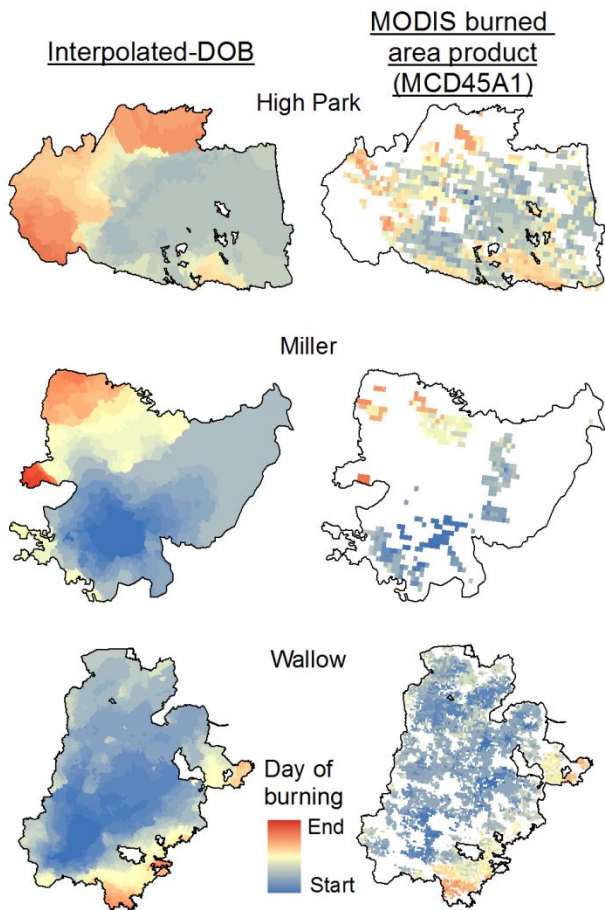 Interpolated-DOB
MODIS burned
area product
(MCD45A1)
High Park
Miller
Wallow
Day of
burning
End
Start